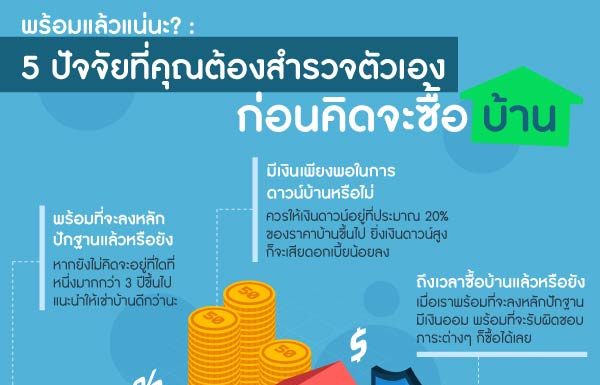 พร้อมแล้วแน่นะ? :
5 ปัจจัยที่คุณต้องสำรวจตัวเอง
ก่อนคิดจะซื้อ บ้าน
มีเงินเพียงพอในการ
ดาวน์บ้านหรือไม่
ควรให้เงินดาวน์อยู่ที่ประมาณ 20%
ของราคาบ้านขึ้นไป ยิ่งเงินดาวน์สูง
ก็จะเสียดอกเบี้ยน้อยลง
พร้อมที่จะลงหลัก
ปักฐานแล้วหรือยัง
หากยังไม่คิดจะอยู่ที่ใดที่
หนึ่งมากกว่า 3 ปีขึ้นไป
แนะนำให้เช่าบ้านดีกว่านะ
ถึงเวลาซื้อบ้านแล้วหรือยัง
เมื่อเราพร้อมที่จะลงหลักปักฐาน
มีเงินออม พร้อมที่จะรับผิดชอบ
ภาระต่างๆ ก็ซื้อได้เลย
50
50
50
$
%